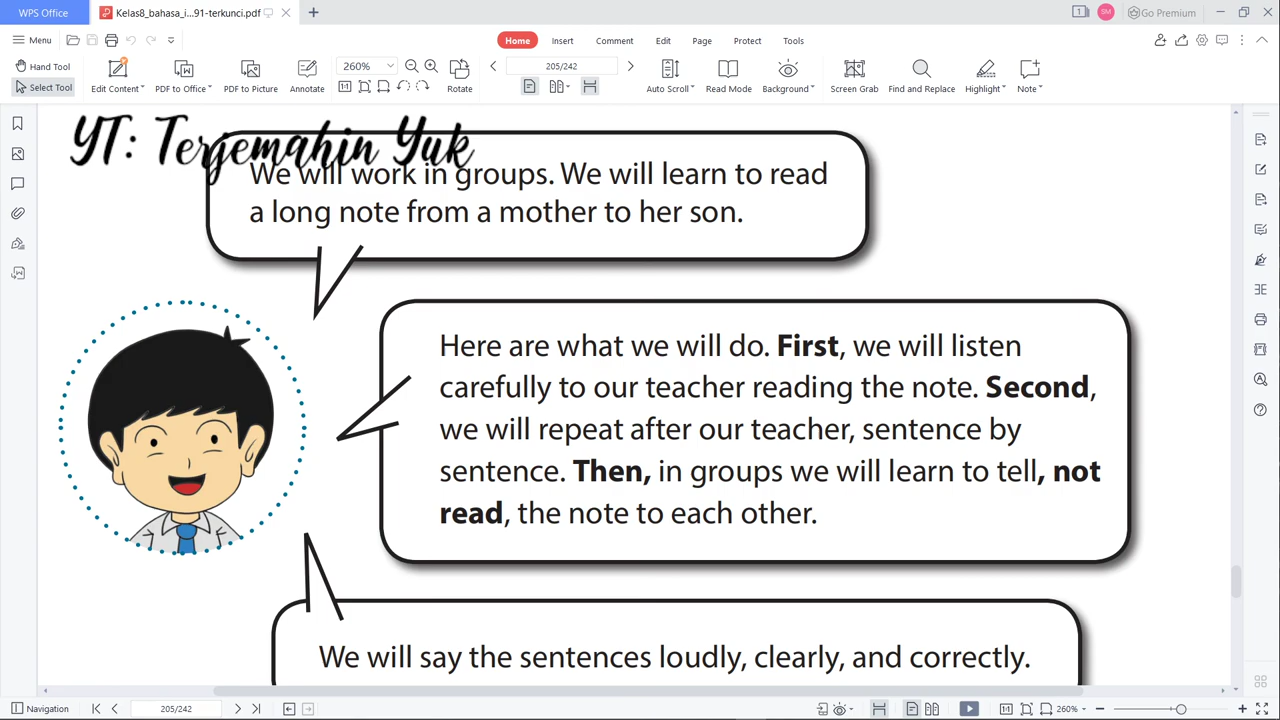 WPS Office
Kelas8_bahasa_i...91-terkunci.pdf
1
SM
Go Premium
Menu
Home
Insert
Comment
Edit
Page
Protect
Tools
Hand Tool
Select Tool
Edit Content
PDF to Office
PDF to Picture
Annotate
260%
Rotate
205/242
Auto Scroll
Read Mode
Background
Screen Grab
Find and Replace
Highlight
Note
YT: Terjemahin Yuk
We will work in groups. We will learn to read
a long note from a mother to her son.
Here are what we will do. First, we will listen
carefully to our teacher reading the note. Second,
we will repeat after our teacher, sentence by
sentence. Then, in groups we will learn to tell, not
read, the note to each other.
We will say the sentences loudly, clearly, and correctly.
Navigation
205/242
260%